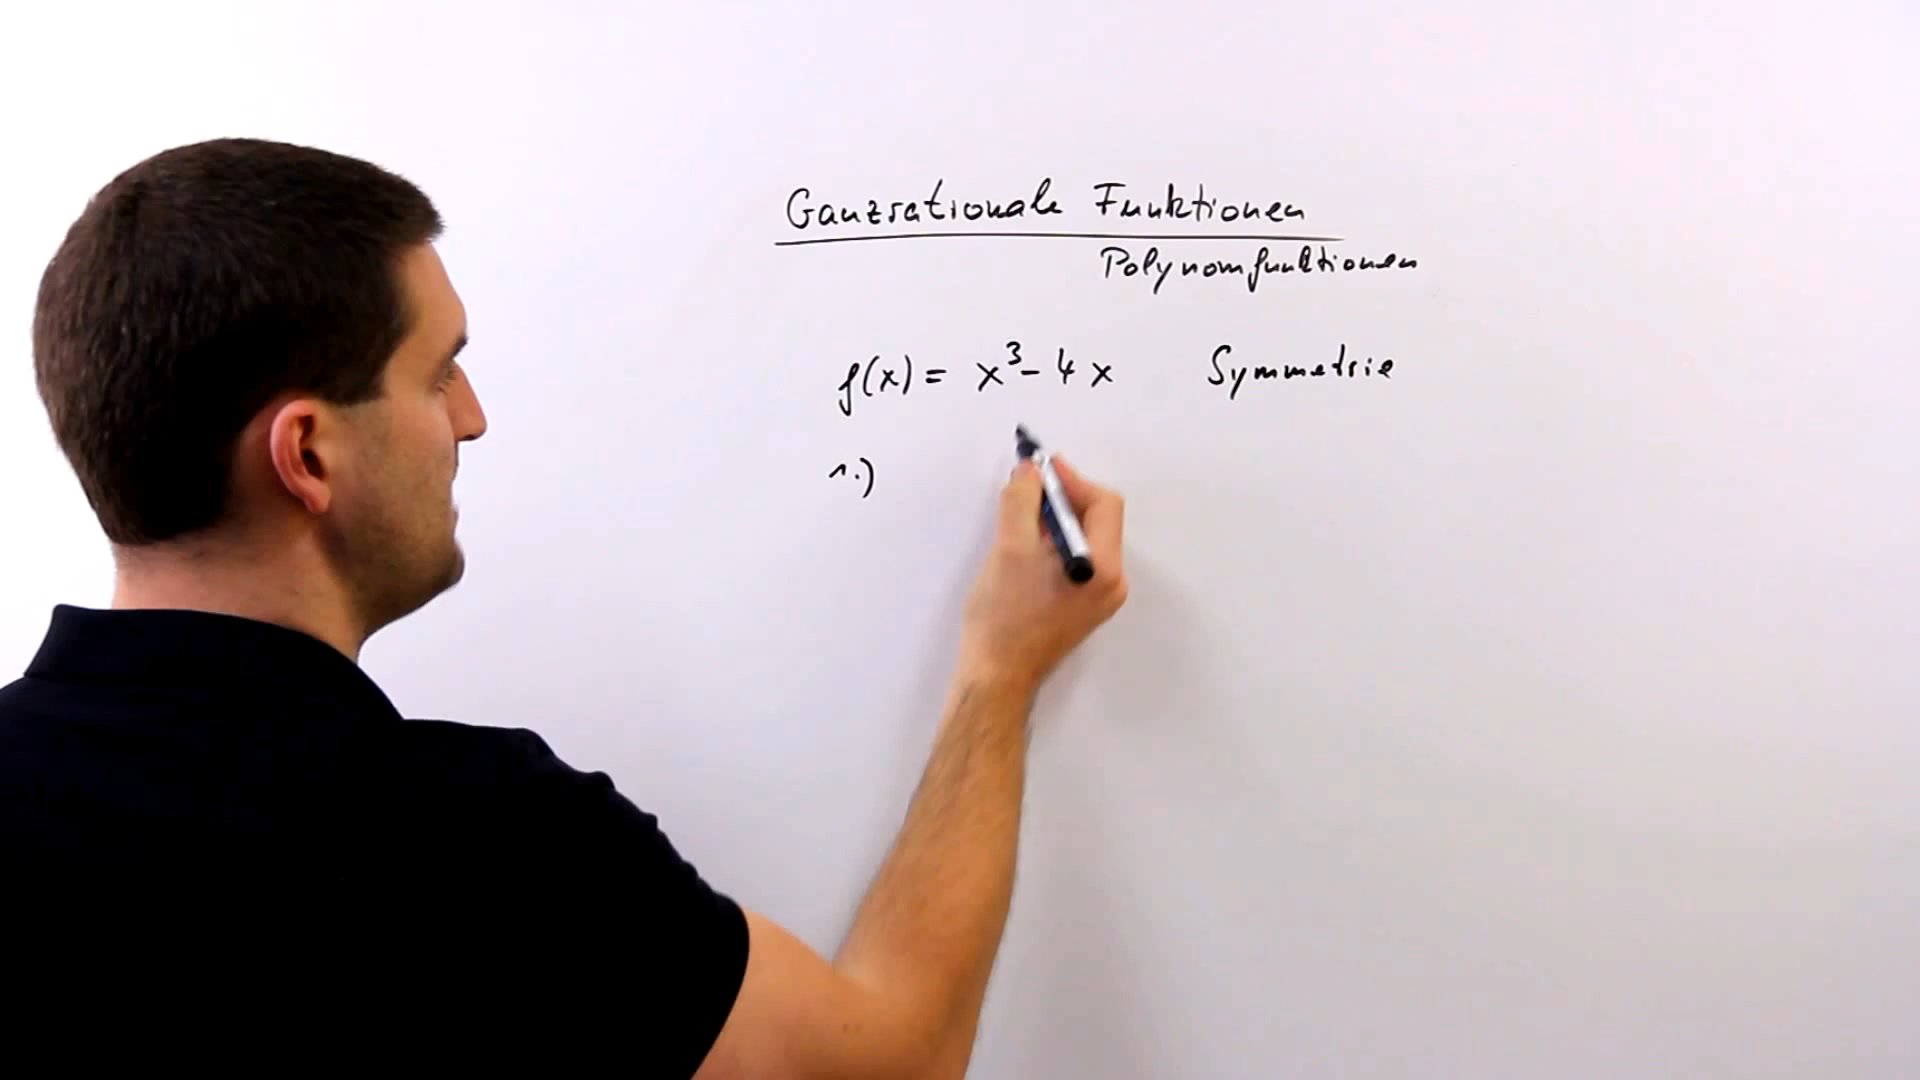 Ganzrationale Funktionen
Polynomfunktionen
f(x) = x³ - 4x Symmetrie
1.)